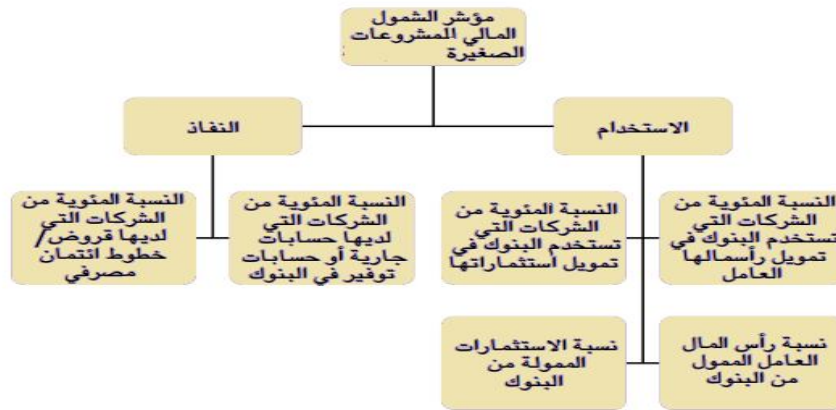 مؤشر الشمول
المالي المشروعات
الصغيرة
الاستخدام
النفاذ
النسبة المئوية من
الشركات التي
تستخدم البنوك في
تمويل رأسمالها
العامل
النسبة المئوية من
الشركات التي
تستخدم البنوك في
تمويل استثماراتها
النسبة المئوية من
الشركات التي
لديها حسابات
جارية أو حسابات
توفير في البنوك
النسبة المئوية من
الشركات التي
لديها قروض/
خطوط ائتمان
مصرفي
نسبة رأس المال
العامل الممول
من البنوك
نسبة الاستثمارات
الممولة من
البنوك